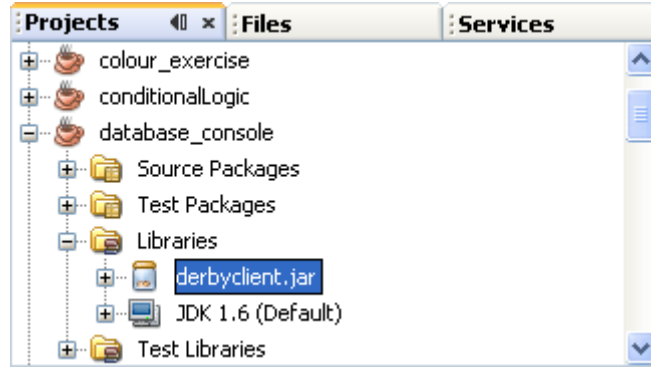 Projects Files Services
colour_exercise
conditionalLogic
database_console
Source Packages
Test Packages
Libraries
derbyclient.jar
JDK 1.6 (Default)
Test Libraries